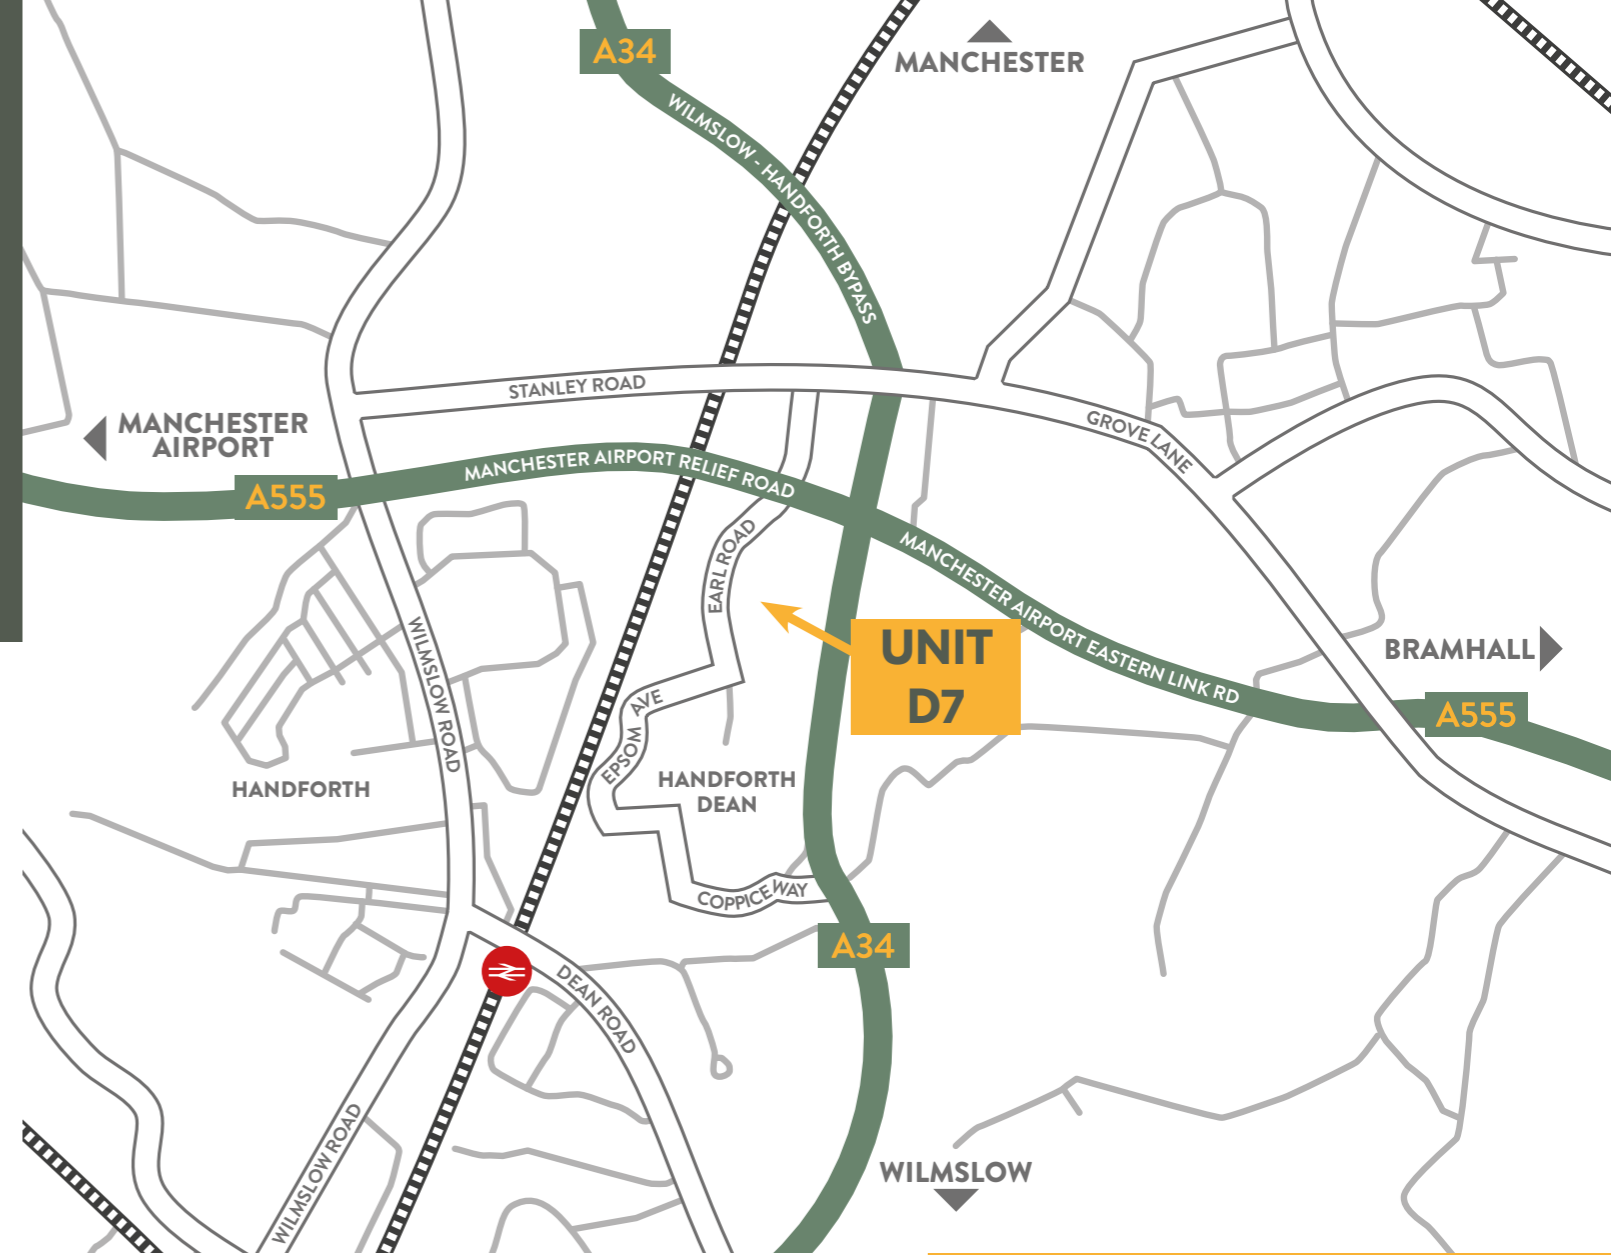 A34
MANCHESTER
WILMSLOW - HANDFORTH BYPASS
STANLEY ROAD
MANCHESTER
AIRPORT
GROVE LANE
MANCHESTER AIRPORT RELIEF ROAD
A555
EARL ROAD
MANCHESTER AIRPORT EASTERN LINK RD
UNIT
D7
BRAMHALL
WILMSLOW ROAD
EPSOM AVE
A555
HANDFORTH
HANDFORTH
DEAN
COPPICE WAY
A34
DEAN ROAD
WILMSLOW ROAD
WILMSLOW